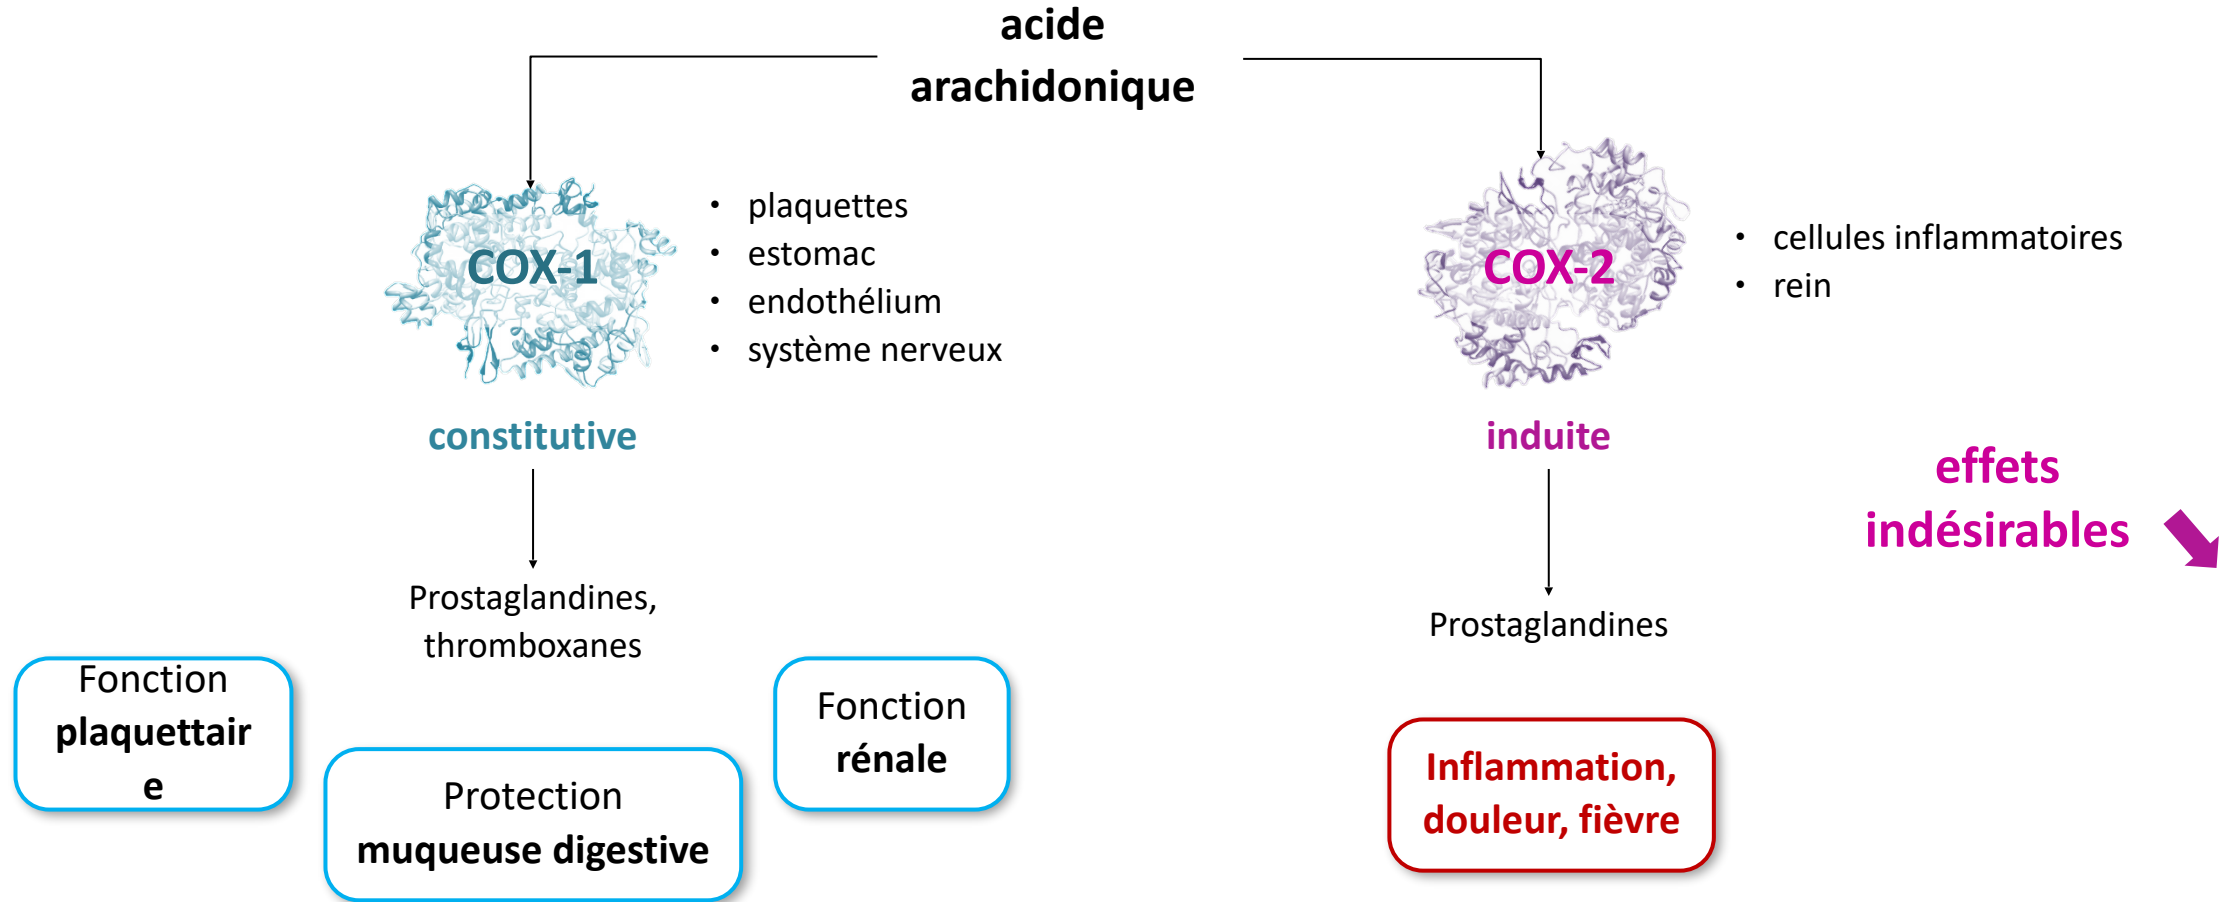 acide
arachidonique
COX-1
• plaquettes
• estomac
• endothélium
• système nerveux
constitutive
Prostaglandines,
thromboxanes
Fonction
plaquettair
e
Protection
muqueuse digestive
Fonction
rénale
COX-2
• cellules inflammatoires
• rein
induite
Prostaglandines
Inflammation,
douleur, fièvre
effets
indésirables